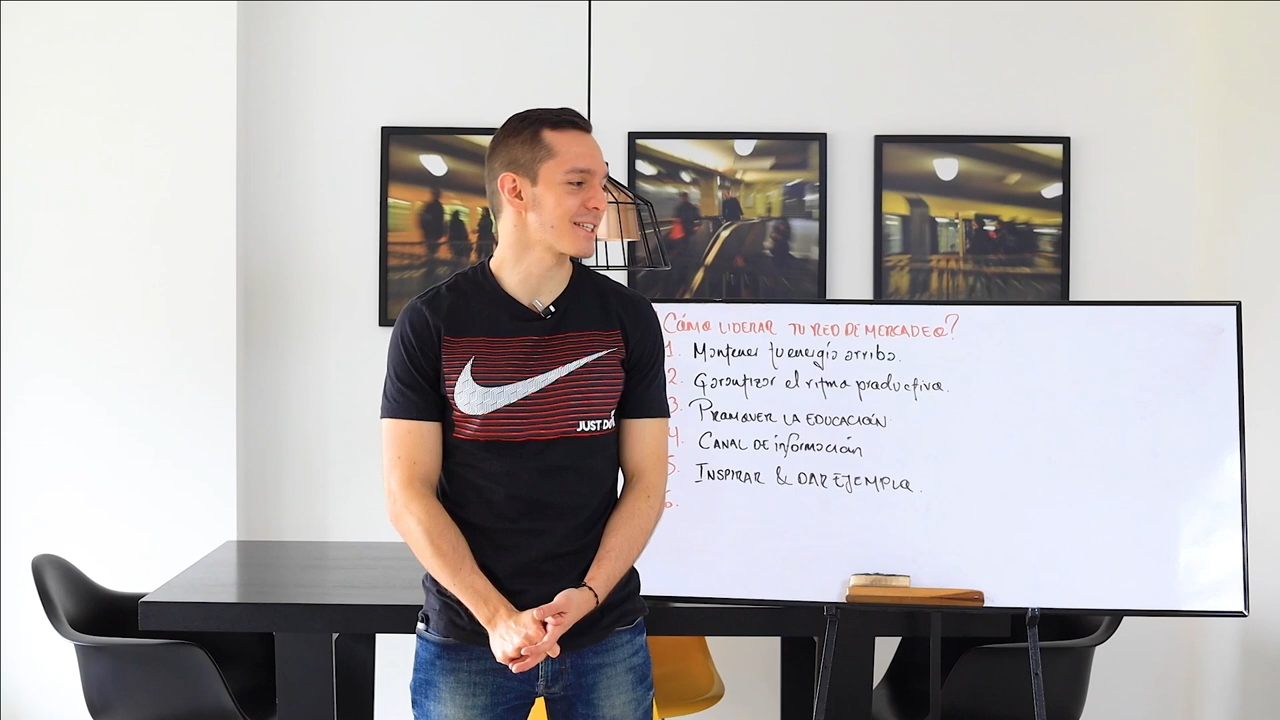 Cómo LIDERAR TU RED DE MERCADEO?
1. Mantener tu energía arriba.
2. Garantizar el ritmo productivo.
3. PROMOVER LA EDUCACIÓN
4. CANAL DE información
5. INSPIRAR & DAR EJEMPLO.
6.
JUST DO